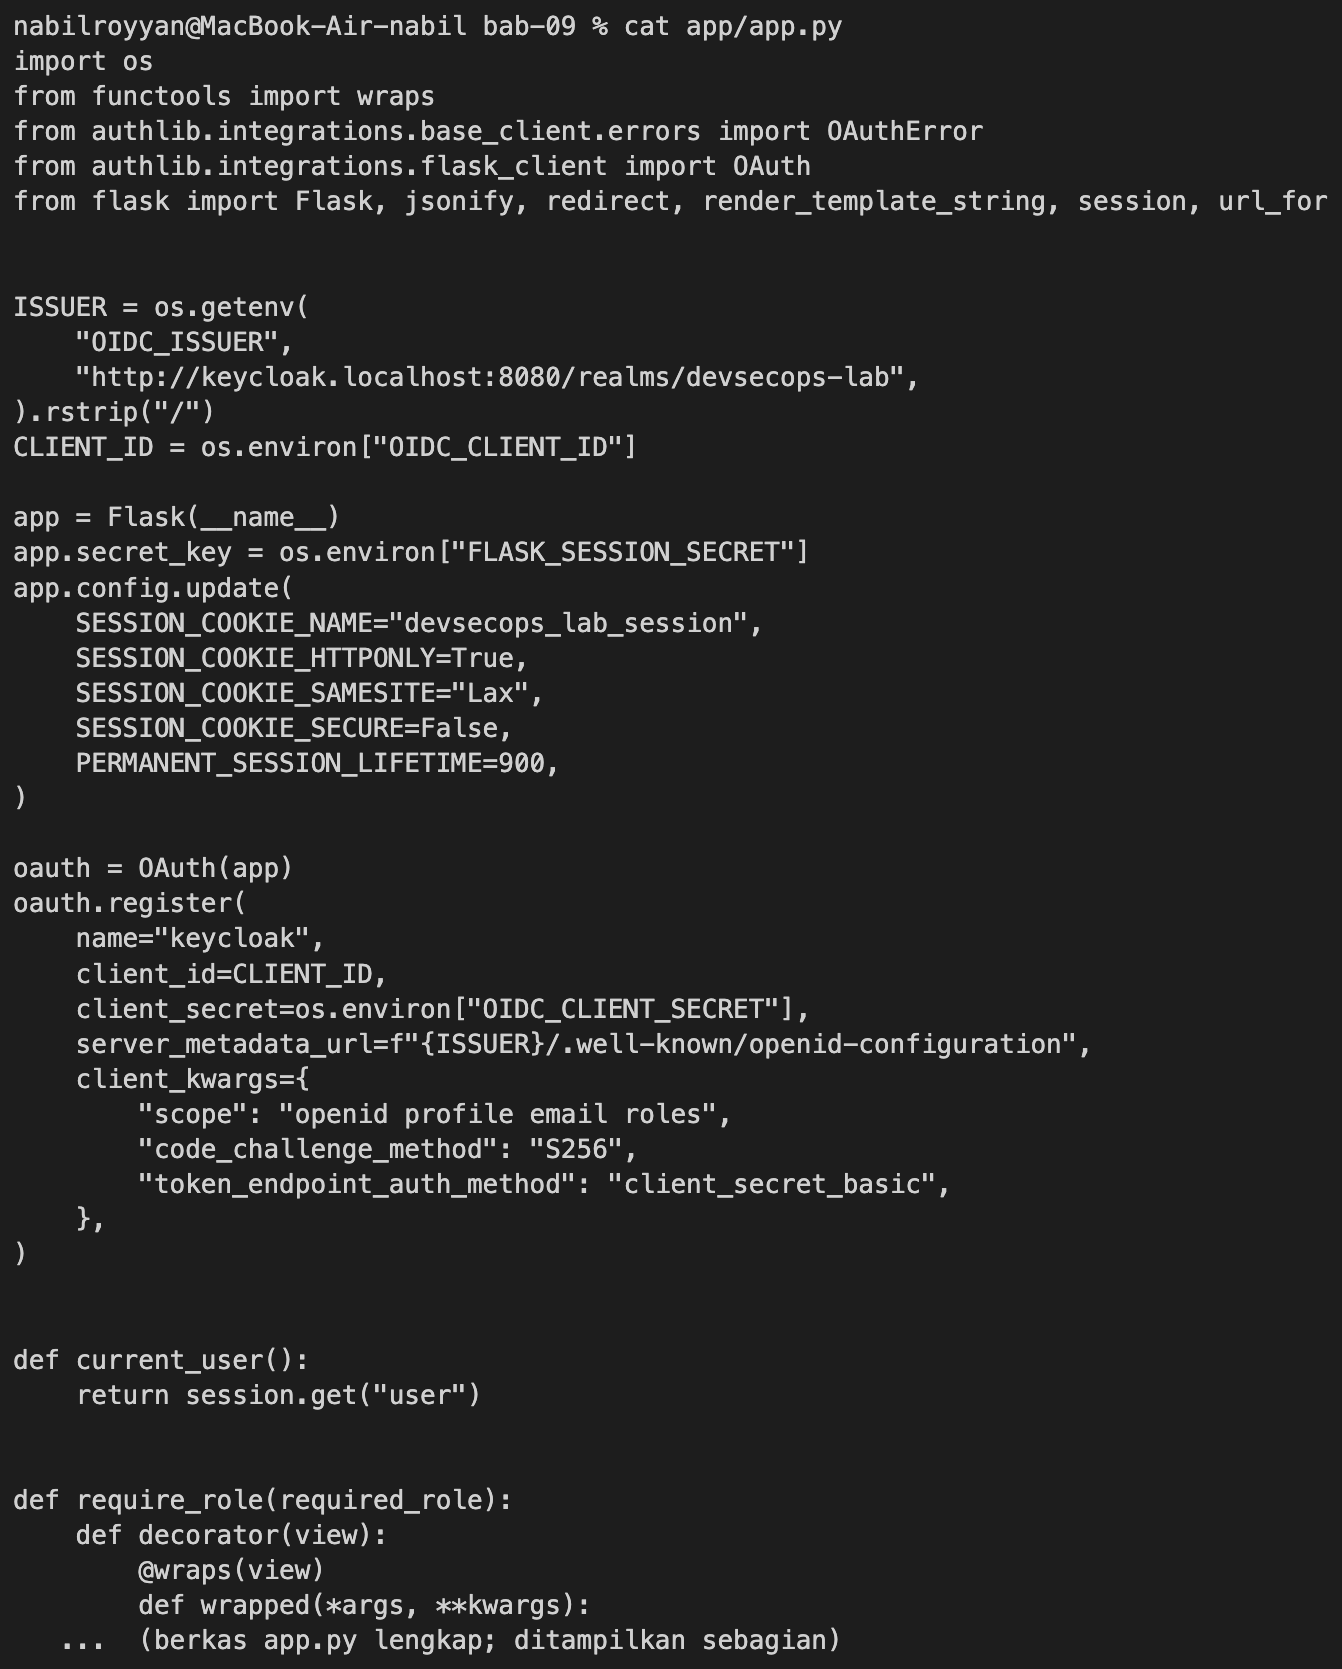 nabilroyyan@MacBook-Air-nabil bab-09 % cat app/app.py
import os
from functools import wraps
from authlib.integrations.base_client.errors import OAuthError
from authlib.integrations.flask_client import OAuth
from flask import Flask, jsonify, redirect, render_template_string, session, url_for


ISSUER = os.getenv(
    "OIDC_ISSUER",
    "http://keycloak.localhost:8080/realms/devsecops-lab",
).rstrip("/")
CLIENT_ID = os.environ["OIDC_CLIENT_ID"]

app = Flask(__name__)
app.secret_key = os.environ["FLASK_SESSION_SECRET"]
app.config.update(
    SESSION_COOKIE_NAME="devsecops_lab_session",
    SESSION_COOKIE_HTTPONLY=True,
    SESSION_COOKIE_SAMESITE="Lax",
    SESSION_COOKIE_SECURE=False,
    PERMANENT_SESSION_LIFETIME=900,
)

oauth = OAuth(app)
oauth.register(
    name="keycloak",
    client_id=CLIENT_ID,
    client_secret=os.environ["OIDC_CLIENT_SECRET"],
    server_metadata_url=f"{ISSUER}/.well-known/openid-configuration",
    client_kwargs={
        "scope": "openid profile email roles",
        "code_challenge_method": "S256",
        "token_endpoint_auth_method": "client_secret_basic",
    },
)


def current_user():
    return session.get("user")


def require_role(required_role):
    def decorator(view):
        @wraps(view)
        def wrapped(*args, **kwargs):
   ...  (berkas app.py lengkap; ditampilkan sebagian)